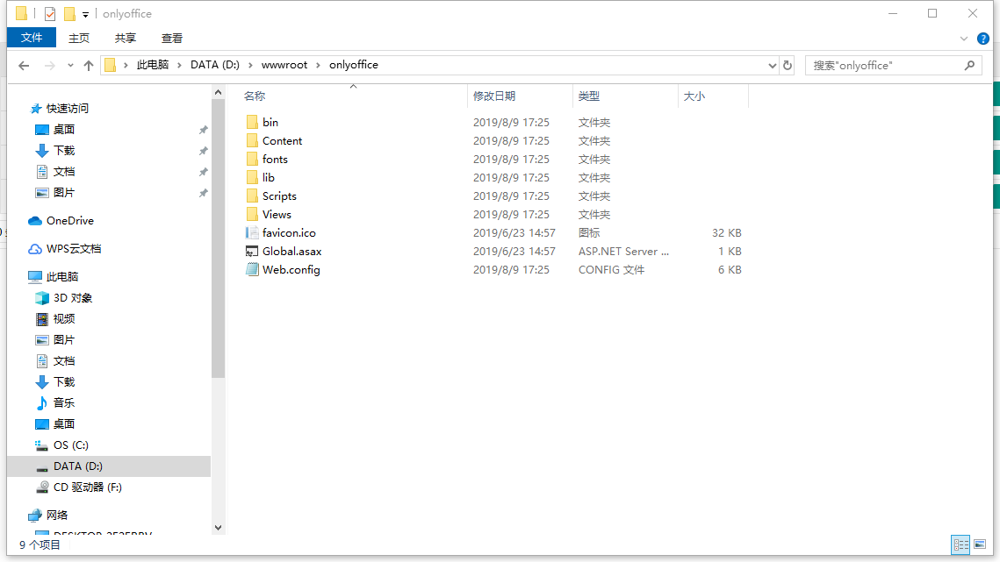 onlyoffice
文件 主页 共享 查看
此电脑 DATA (D:) wwwroot onlyoffice 搜索"onlyoffice"
名称 修改日期 类型 大小
快速访问
桌面
下载
文档
图片
OneDrive
WPS云文档
此电脑
3D 对象
视频
图片
文档
下载
音乐
桌面
OS (C:)
DATA (D:)
CD 驱动器 (F:)
网络
bin 2019/8/9 17:25 文件夹
Content 2019/8/9 17:25 文件夹
fonts 2019/8/9 17:25 文件夹
lib 2019/8/9 17:25 文件夹
Scripts 2019/8/9 17:25 文件夹
Views 2019/8/9 17:25 文件夹
favicon.ico 2019/6/23 14:57 图标 32 KB
Global.asax 2019/6/23 14:57 ASP.NET Server ... 1 KB
Web.config 2019/8/9 17:25 CONFIG 文件 6 KB
9 个项目